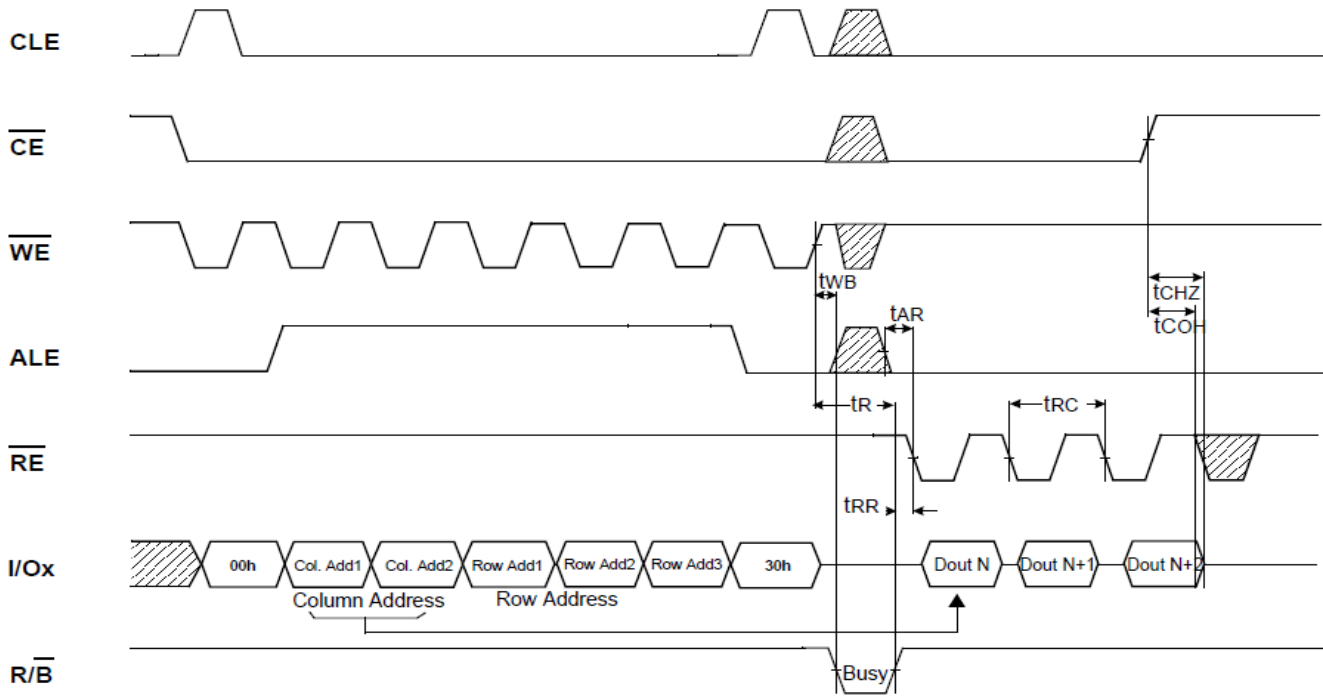 CLE
CE
WE
tWB
tCHZ
tCOH
ALE
tAR
tR
tRC
RE
tRR
I/Ox
00h
Col. Add1
Col. Add2
Row Add1
Row Add2
Row Add3
30h
Dout N
Dout N+1
Dout N+2
Column Address
Row Address
R/B
Busy